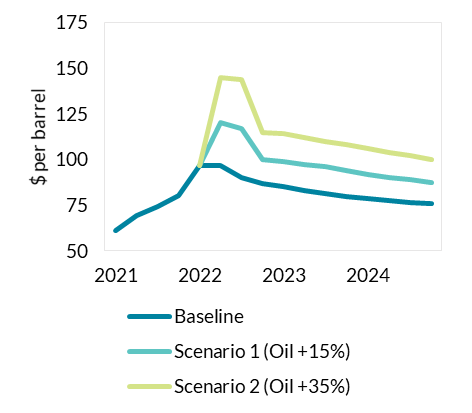 $ per barrel
175
150
125
100
75
50
2021 2022 2023 2024
Baseline
Scenario 1 (Oil +15%)
Scenario 2 (Oil +35%)